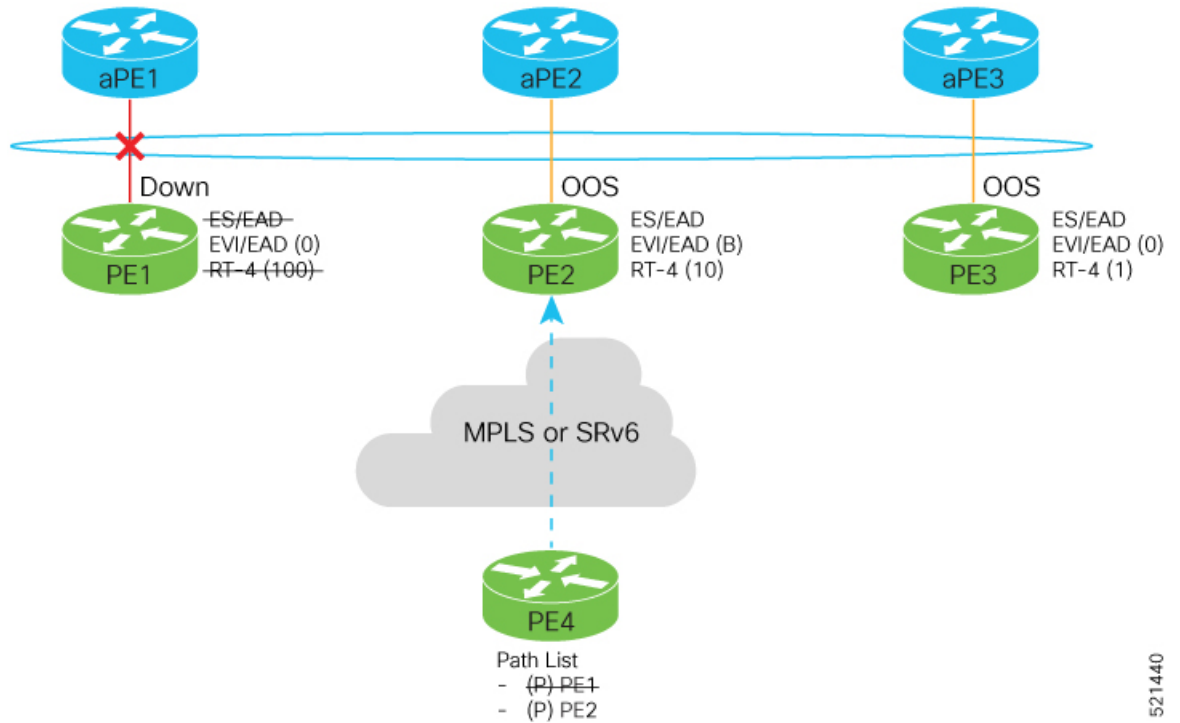 aPE1
aPE2
aPE3
Down
OOS
OOS
PE1
ES/EAD
EVI/EAD (0)
RT-4 (100)
PE2
ES/EAD
EVI/EAD (B)
RT-4 (10)
PE3
ES/EAD
EVI/EAD (0)
RT-4 (1)
MPLS or SRv6
PE4
Path List
- (P) PE1
- (P) PE2
521440